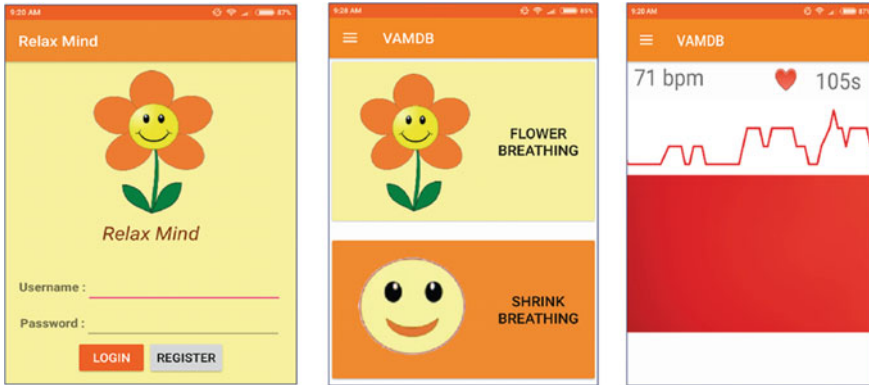 9:20 AM
87%
Relax Mind
Relax Mind
Username :
Password :
LOGIN
REGISTER
9:20 AM
VAMDB
FLOWER
BREATHING
SHRINK
BREATHING
9:20 AM
87%
VAMDB
71 bpm
105s